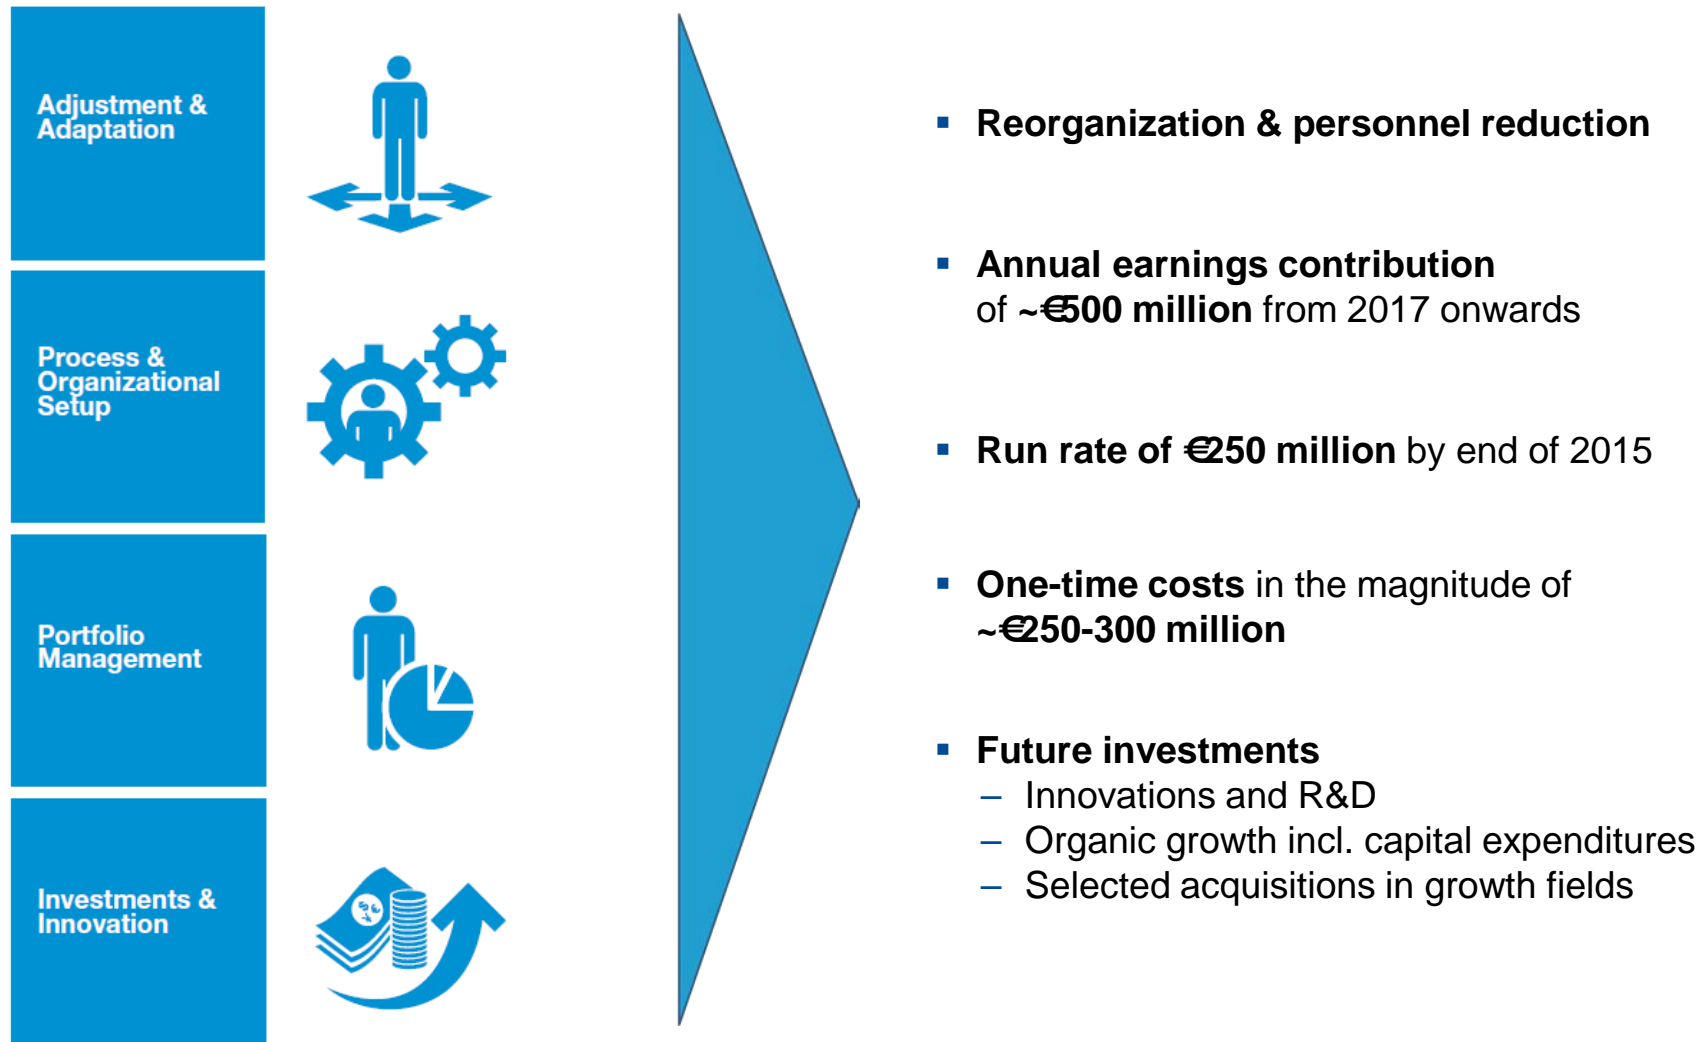 Adjustment &
Adaptation
Process &
Organizational
Setup
Portfolio
Management
Investments &
Innovation
▪ Reorganization & personnel reduction
▪ Annual earnings contribution
of ~€500 million from 2017 onwards
▪ Run rate of €250 million by end of 2015
▪ One-time costs in the magnitude of
~€250-300 million
▪ Future investments
– Innovations and R&D
– Organic growth incl. capital expenditures
– Selected acquisitions in growth fields